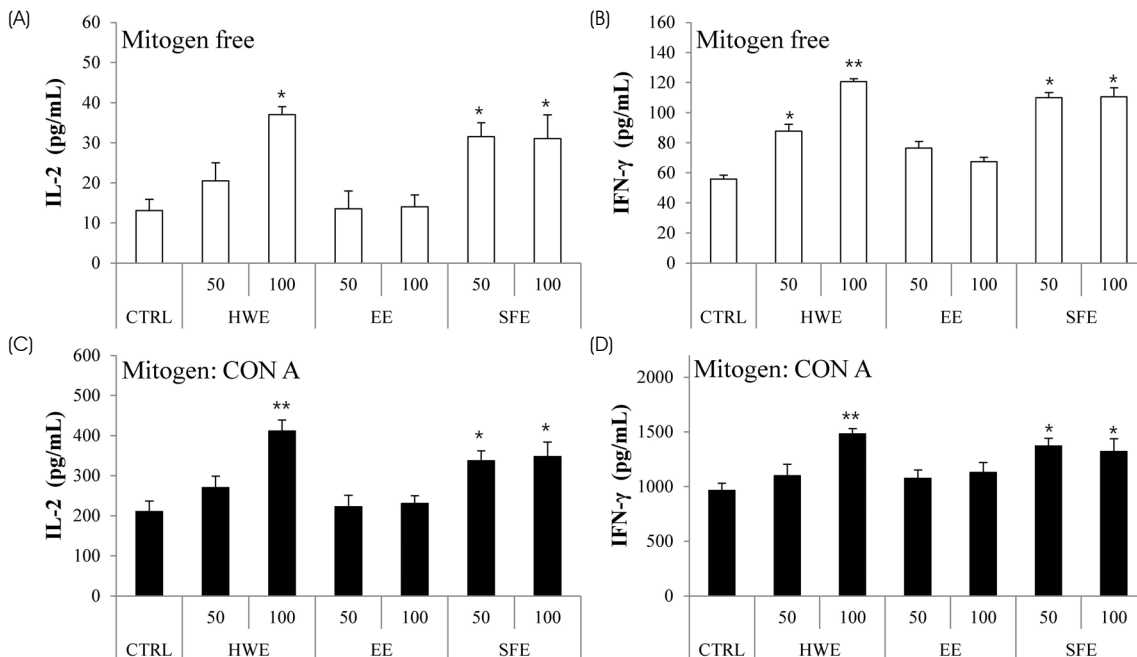 (A)
Mitogen free
IL-2 (pg/mL)
60
50
40
30
20
10
0
* * *
50 100 50 100 50 100
CTRL HWE EE SFE
(B)
Mitogen free
IFN-γ (pg/mL)
160
140
120
100
80
60
40
20
0
* ** * *
50 100 50 100 50 100
CTRL HWE EE SFE
(C)
Mitogen: CON A
IL-2 (pg/mL)
600
500
400
300
200
100
0
** * *
50 100 50 100 50 100
CTRL HWE EE SFE
(D)
Mitogen: CON A
IFN-γ (pg/mL)
2000
1500
1000
500
0
** * *
50 100 50 100 50 100
CTRL HWE EE SFE